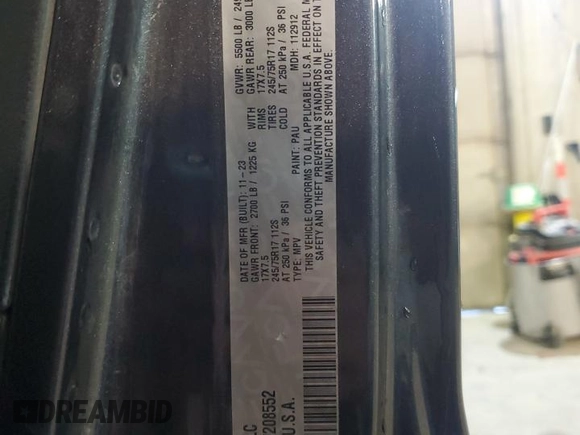 LC
208552
U.S.A.
DATE OF MFR (BUILT): 11-23 GVWR: 5500 LB /
GAWR FRONT: 2700 LB / 1225 KG WITH GAWR REAR: 3000 LB
17X7.5 RIMS 17X7.5
245/75R17 112S TIRES 245/75R17 112S
AT 250 kPa / 36 PSI COLD AT 250 kPa / 36 PSI
TYPE: MPV PAINT: PAU MDH: 112912
THIS VEHICLE CONFORMS TO ALL APPLICABLE U.S.A. FEDERAL
SAFETY AND THEFT PREVENTION STANDARDS IN EFFECT ON T
MANUFACTURE SHOWN ABOVE.
DREAMBID